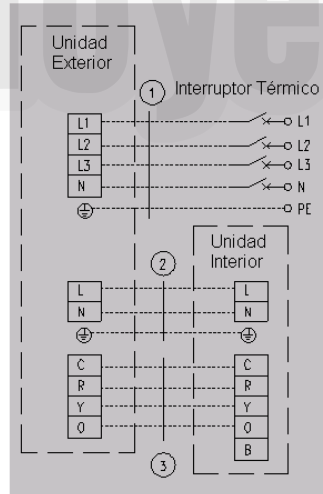 Unidad
Exterior
1
Interruptor Térmico
L1 L1
L2 L2
L3 L3
N N
PE
Unidad
Interior
2
L L
N N
C C
R R
Y Y
O O
B
3